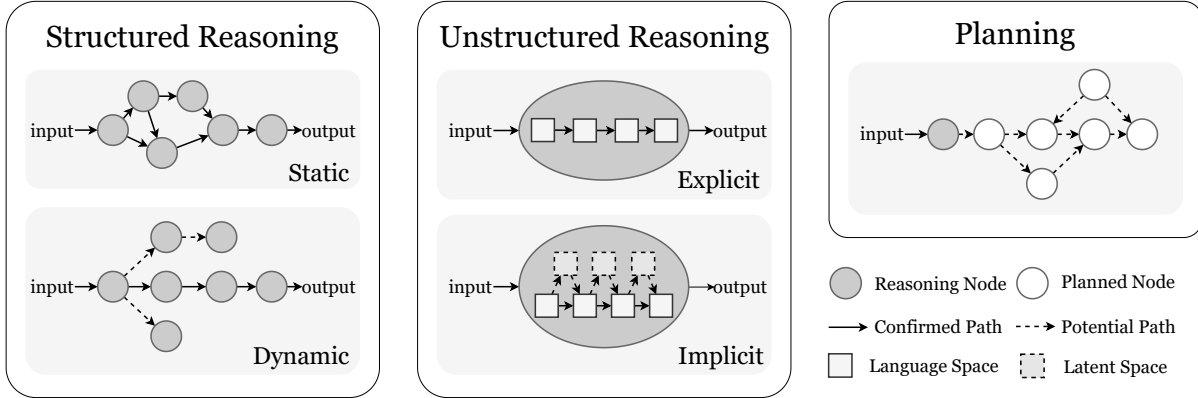 Structured Reasoning
input
output
Static
input
output
Dynamic
Unstructured Reasoning
input
output
Explicit
input
output
Implicit
Planning
input
Reasoning Node
Planned Node
Confirmed Path
Potential Path
Language Space
Latent Space